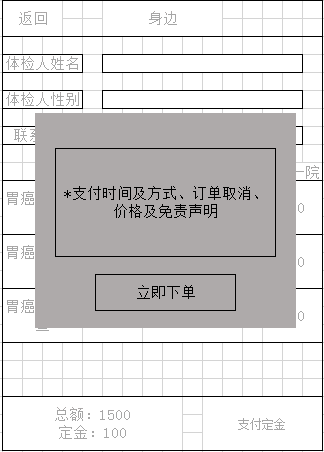 返回 身边
体检人姓名
体检人性别
联系
一院
胃癌
0
*支付时间及方式、订单取消、
价格及免责声明
胃癌
0
立即下单
胃癌
0
总额：1500
定金：100
支付定金